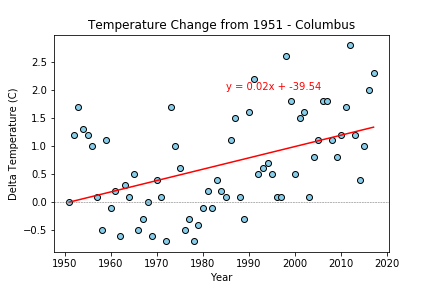 Temperature Change from 1951 - Columbus
Delta Temperature (C)
2.5
2.0
1.5
1.0
0.5
0.0
−0.5
y = 0.02x + -39.54
1950 1960 1970 1980 1990 2000 2010 2020
Year